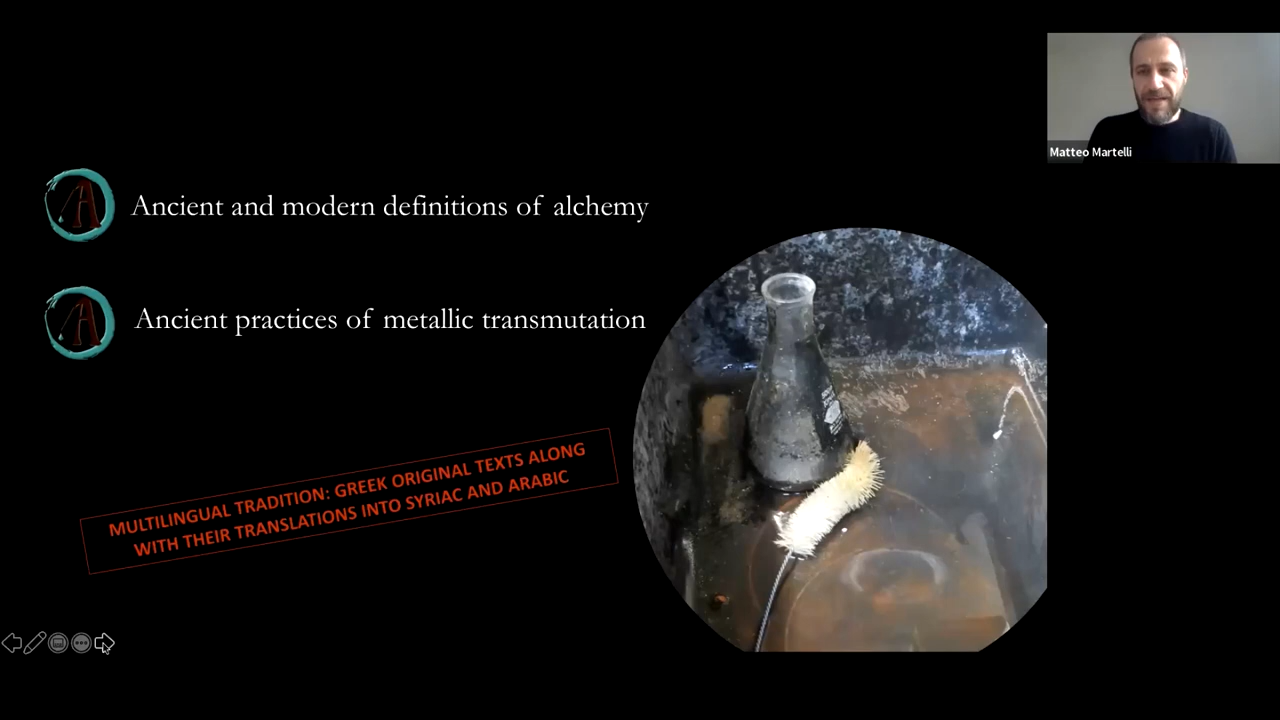 Matteo Martelli
Ancient and modern definitions of alchemy
Ancient practices of metallic transmutation
MULTILINGUAL TRADITION: GREEK ORIGINAL TEXTS ALONG
WITH THEIR TRANSLATIONS INTO SYRIAC AND ARABIC